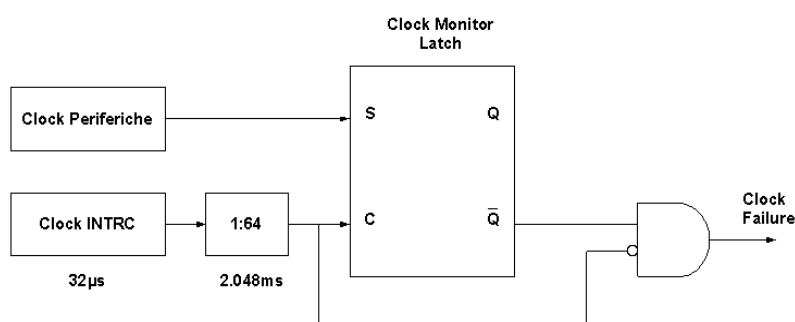 Clock Monitor
Latch
Clock Periferiche
S
Q
Clock INTRC
1:64
C
Q̅
Clock
Failure
32µs
2.048ms